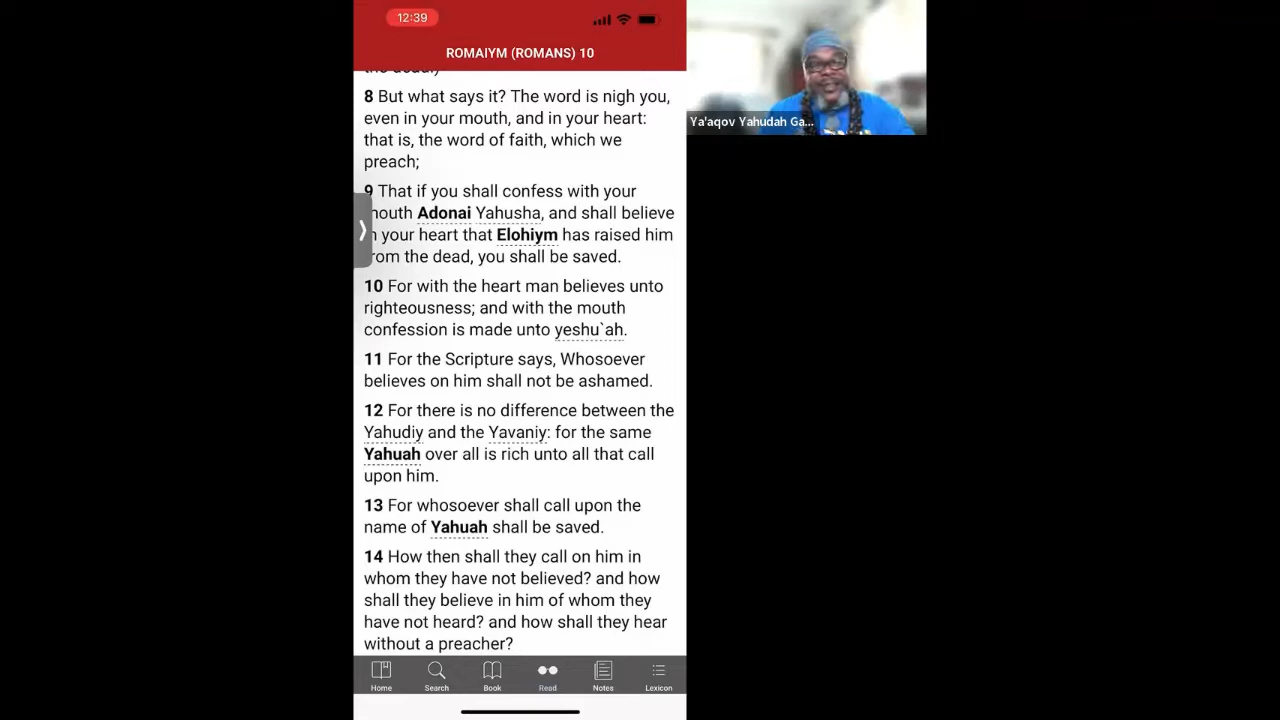 12:39
ROMAIYM (ROMANS) 10
8 But what says it? The word is nigh you,
even in your mouth, and in your heart:
that is, the word of faith, which we
preach;
9 That if you shall confess with your
mouth Adonai Yahusha, and shall believe
in your heart that Elohiym has raised him
from the dead, you shall be saved.
10 For with the heart man believes unto
righteousness; and with the mouth
confession is made unto yeshu`ah.
11 For the Scripture says, Whosoever
believes on him shall not be ashamed.
12 For there is no difference between the
Yahudiy and the Yavaniy: for the same
Yahuah over all is rich unto all that call
upon him.
13 For whosoever shall call upon the
name of Yahuah shall be saved.
14 How then shall they call on him in
whom they have not believed? and how
shall they believe in him of whom they
have not heard? and how shall they hear
without a preacher?
Home Search Book Read Notes Lexicon
Ya'aqov Yahudah Ga...